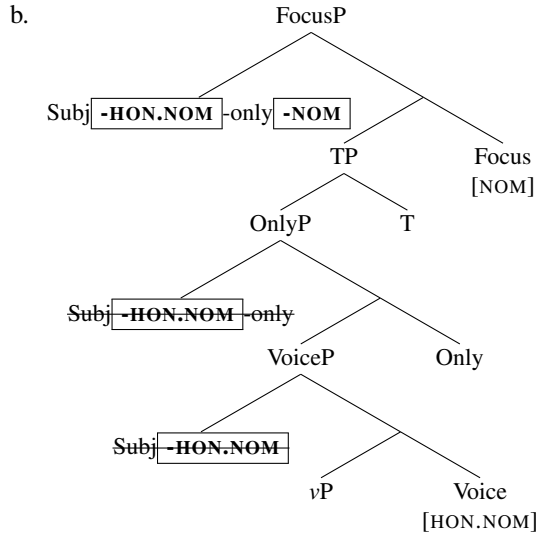 b.
FocusP
Subj -HON.NOM -only -NOM
TP Focus
[NOM]
OnlyP T
Subj -HON.NOM -only
VoiceP Only
Subj -HON.NOM
vP Voice
[HON.NOM]